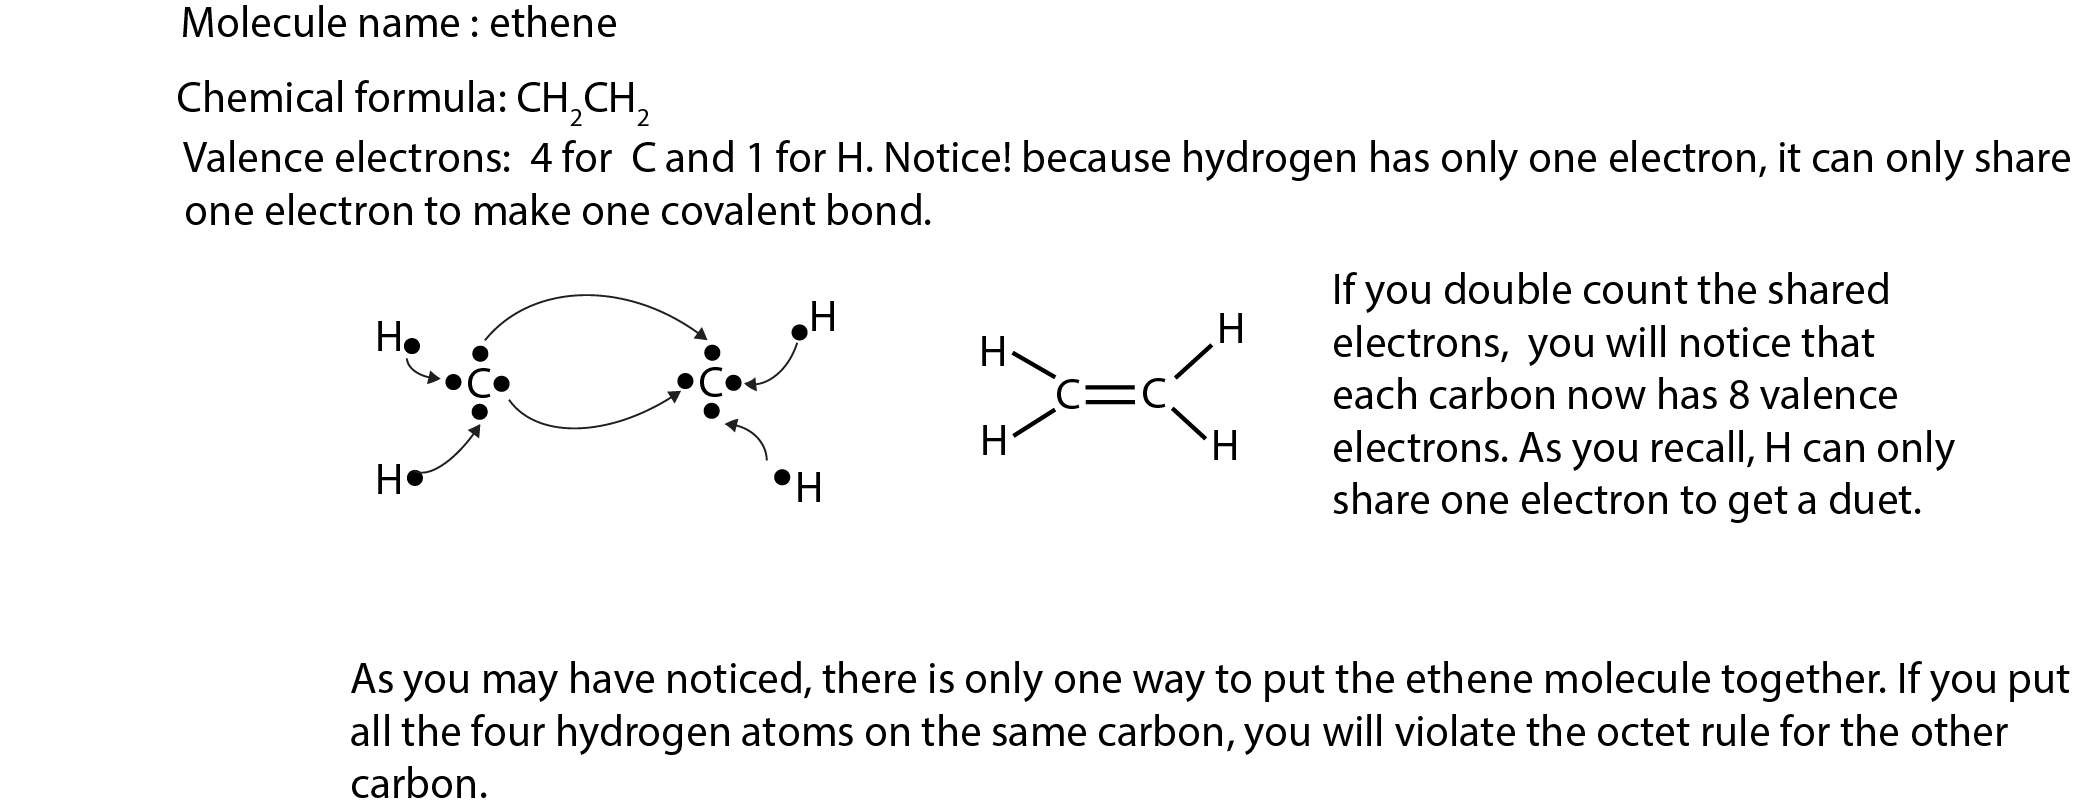 Molecule name : ethene
Chemical formula: CH₂CH₂
Valence electrons:  4 for  C and 1 for H. Notice! because hydrogen has only one electron, it can only share
one electron to make one covalent bond.
H H
C C
H H
H H
C C
H H
If you double count the shared
electrons,  you will notice that
each carbon now has 8 valence
electrons. As you recall, H can only
share one electron to get a duet.
As you may have noticed, there is only one way to put the ethene molecule together. If you put
all the four hydrogen atoms on the same carbon, you will violate the octet rule for the other
carbon.